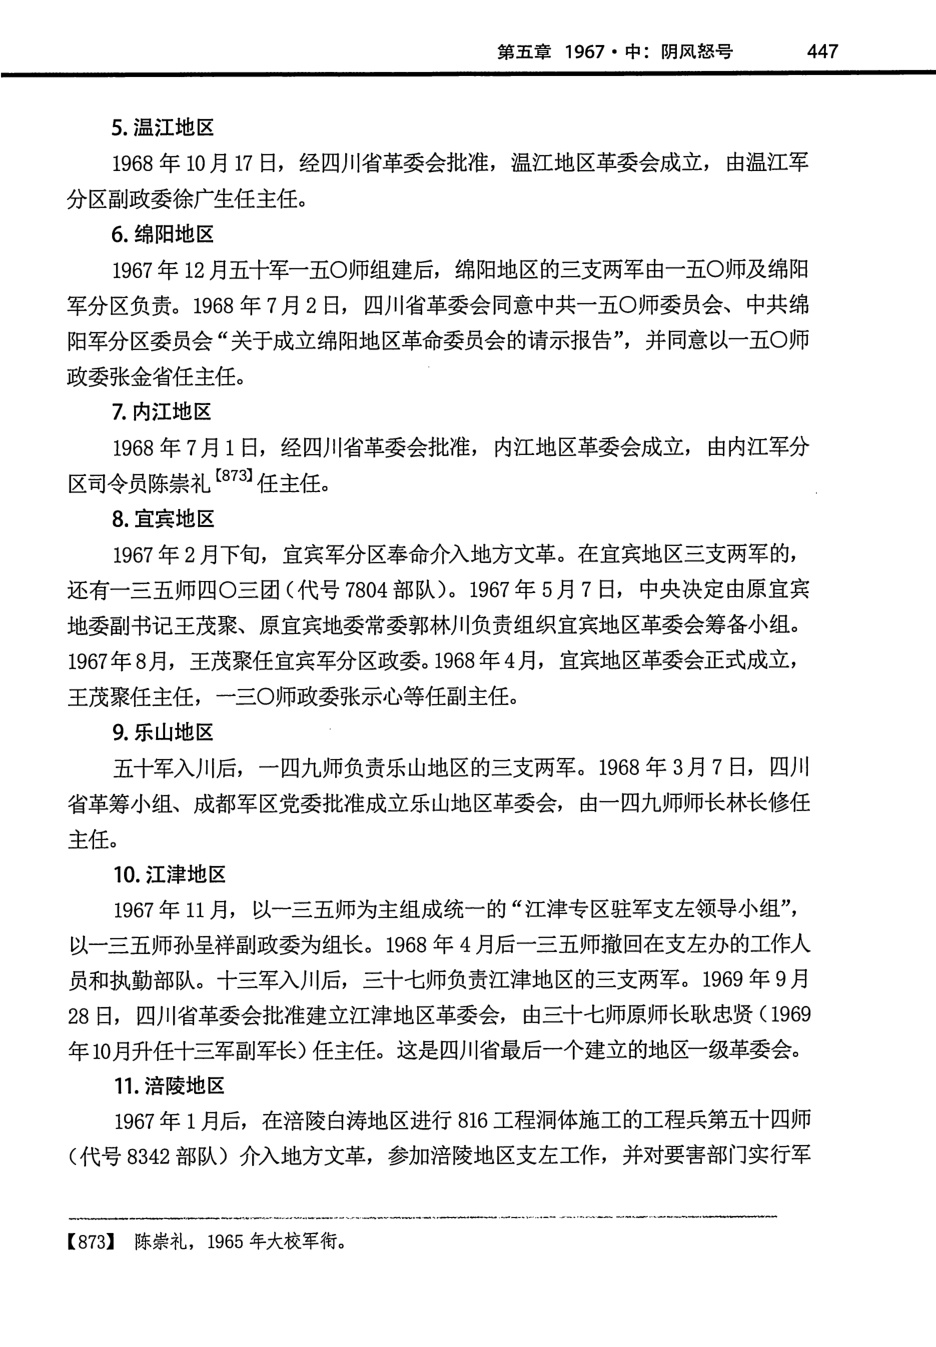 第五章 1967·中：阴风怒号 447
5. 温江地区
1968 年 10 月 17 日，经四川省革委会批准，温江地区革委会成立，由温江军
分区副政委徐广生任主任。
6. 绵阳地区
1967 年 12 月五十军一五〇师组建后，绵阳地区的三支两军由一五〇师及绵阳
军分区负责。1968 年 7 月 2 日，四川省革委会同意中共一五〇师委员会、中共绵
阳军分区委员会“关于成立绵阳地区革命委员会的请示报告”，并同意以一五〇师
政委张金省任主任。
7. 内江地区
1968 年 7 月 1 日，经四川省革委会批准，内江地区革委会成立，由内江军分
区司令员陈崇礼【873】任主任。
8. 宜宾地区
1967 年 2 月下旬，宜宾军分区奉命介入地方文革。在宜宾地区三支两军的，
还有一三五师四〇三团（代号 7804 部队）。1967 年 5 月 7 日，中央决定由原宜宾
地委副书记王茂聚、原宜宾地委常委郭林川负责组织宜宾地区革委会筹备小组。
1967 年 8 月，王茂聚任宜宾军分区政委。1968 年 4 月，宜宾地区革委会正式成立，
王茂聚任主任，一三〇师政委张示心等任副主任。
9. 乐山地区
五十军入川后，一四九师负责乐山地区的三支两军。1968 年 3 月 7 日，四川
省革筹小组、成都军区党委批准成立乐山地区革委会，由一四九师师长林长修任
主任。
10. 江津地区
1967 年 11 月，以一三五师为主组成统一的“江津专区驻军支左领导小组”，
以一三五师孙呈祥副政委为组长。1968 年 4 月后一三五师撤回在支左办的工作人
员和执勤部队。十三军入川后，三十七师负责江津地区的三支两军。1969 年 9 月
28 日，四川省革委会批准建立江津地区革委会，由三十七师原师长耿忠贤（1969
年10月升任十三军副军长）任主任。这是四川省最后一个建立的地区一级革委会。
11. 涪陵地区
1967 年 1 月后，在涪陵白涛地区进行 816 工程洞体施工的工程兵第五十四师
（代号 8342 部队）介入地方文革，参加涪陵地区支左工作，并对要害部门实行军
【873】 陈崇礼，1965 年大校军衔。